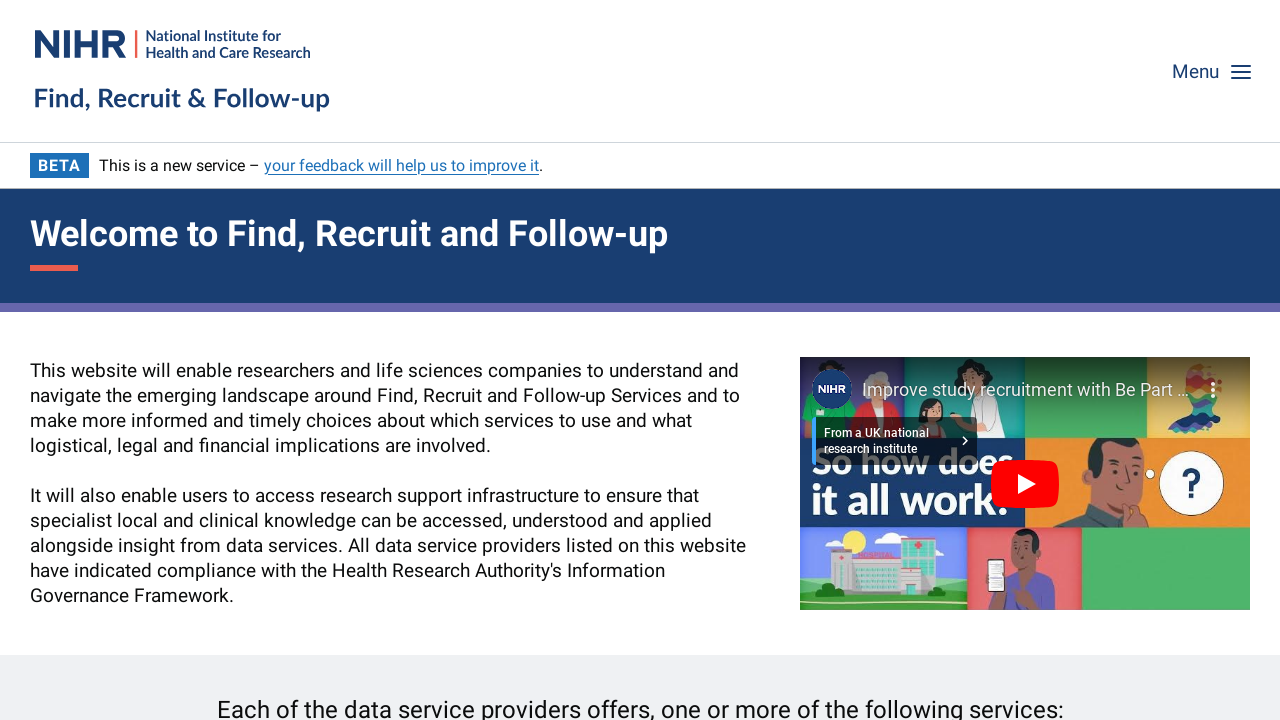 NIHR | National Institute for
Health and Care Research
Find, Recruit & Follow-up
Menu
BETA This is a new service – your feedback will help us to improve it.
Welcome to Find, Recruit and Follow-up
This website will enable researchers and life sciences companies to understand and
navigate the emerging landscape around Find, Recruit and Follow-up Services and to
make more informed and timely choices about which services to use and what
logistical, legal and financial implications are involved.
It will also enable users to access research support infrastructure to ensure that
specialist local and clinical knowledge can be accessed, understood and applied
alongside insight from data services. All data service providers listed on this website
have indicated compliance with the Health Research Authority's Information
Governance Framework.
NIHR
Improve study recruitment with Be Part ...
From a UK national
research institute
So how does
it all work?
?
HOSPITAL
Each of the data service providers offers, one or more of the following services: